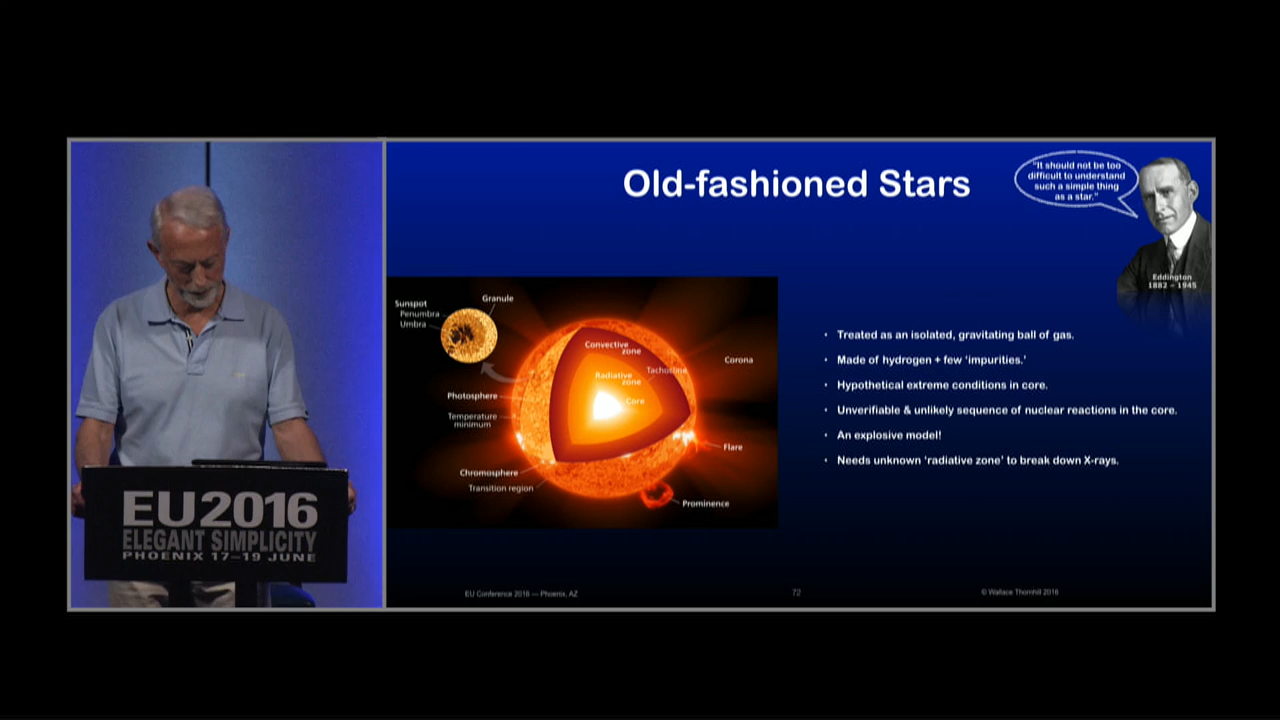 EU2016
ELEGANT SIMPLICITY
PHOENIX 17–19 JUNE
Old-fashioned Stars
"It should not be too
difficult to understand
such a simple thing
as a star."
Eddington
1882 – 1945
Sunspot
Penumbra
Umbra
Granule
Convective
zone
Radiative
zone
Tachocline
Core
Corona
Photosphere
Temperature
minimum
Flare
Chromosphere
Transition region
Prominence
• Treated as an isolated, gravitating ball of gas.
• Made of hydrogen + few 'impurities.'
• Hypothetical extreme conditions in core.
• Unverifiable & unlikely sequence of nuclear reactions in the core.
• An explosive model!
• Needs unknown 'radiative zone' to break down X-rays.
EU Conference 2016 — Phoenix, AZ
72
© Wallace Thornhill 2016